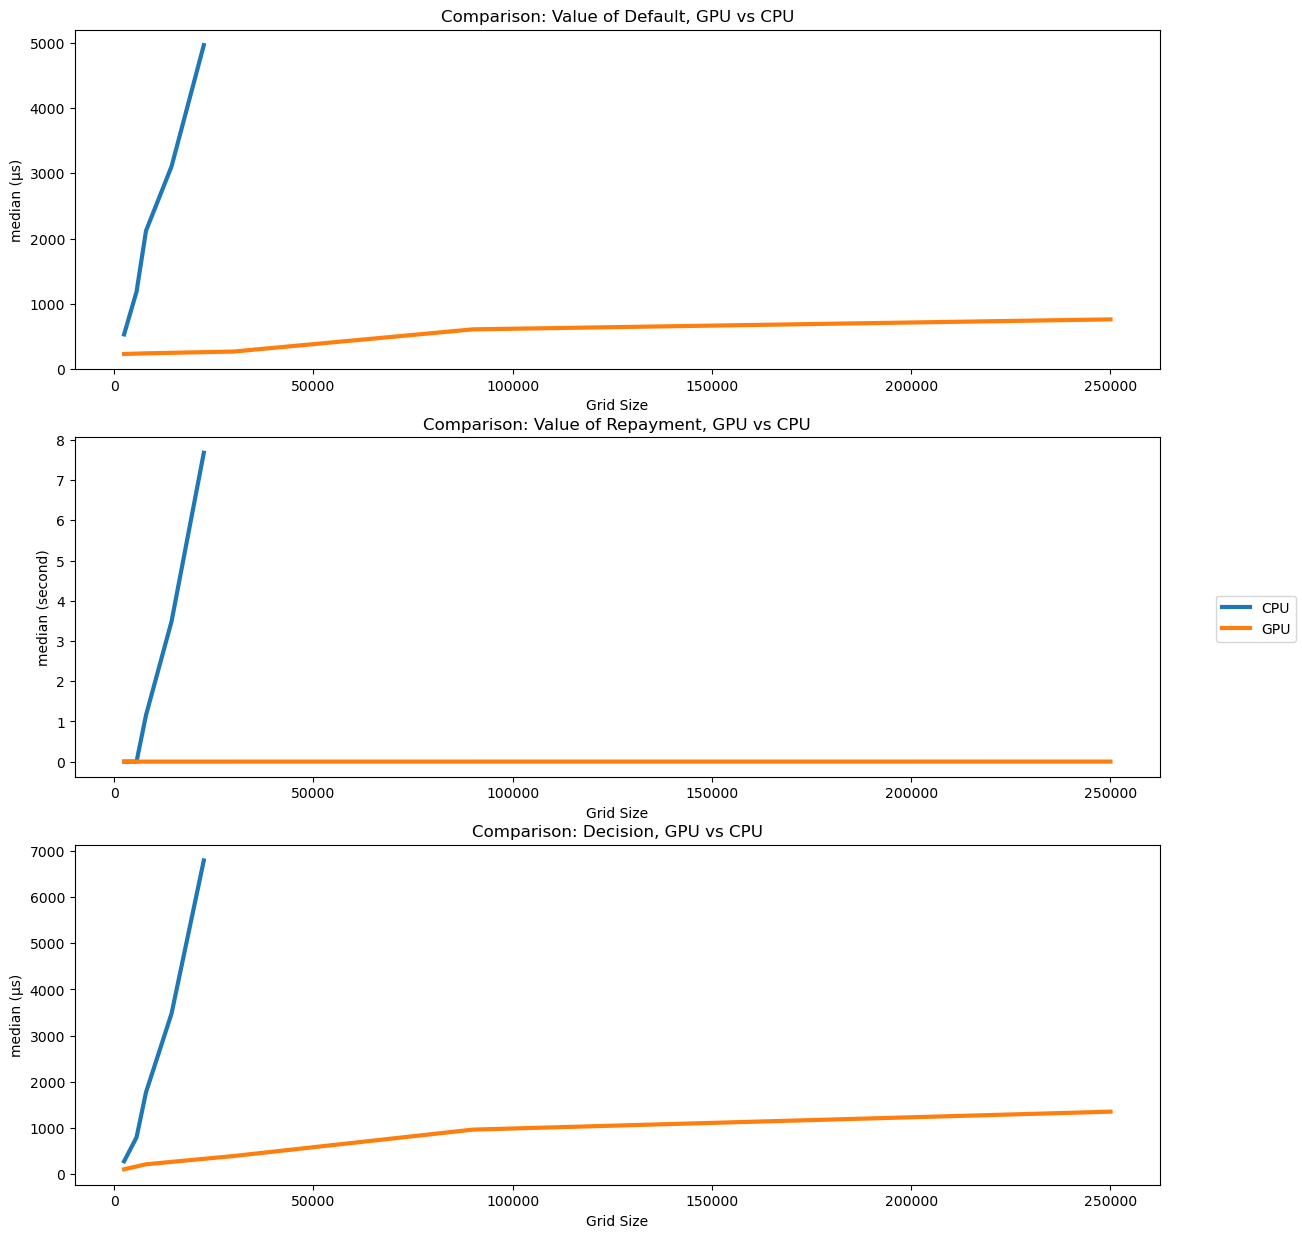 Comparison: Value of Default, GPU vs CPU
5000
4000
3000
2000
1000
0
median (μs)
0 50000 100000 150000 200000 250000
Grid Size
Comparison: Value of Repayment, GPU vs CPU
8
7
6
5
4
3
2
1
0
median (second)
0 50000 100000 150000 200000 250000
Grid Size
CPU
GPU
Comparison: Decision, GPU vs CPU
7000
6000
5000
4000
3000
2000
1000
0
median (μs)
0 50000 100000 150000 200000 250000
Grid Size